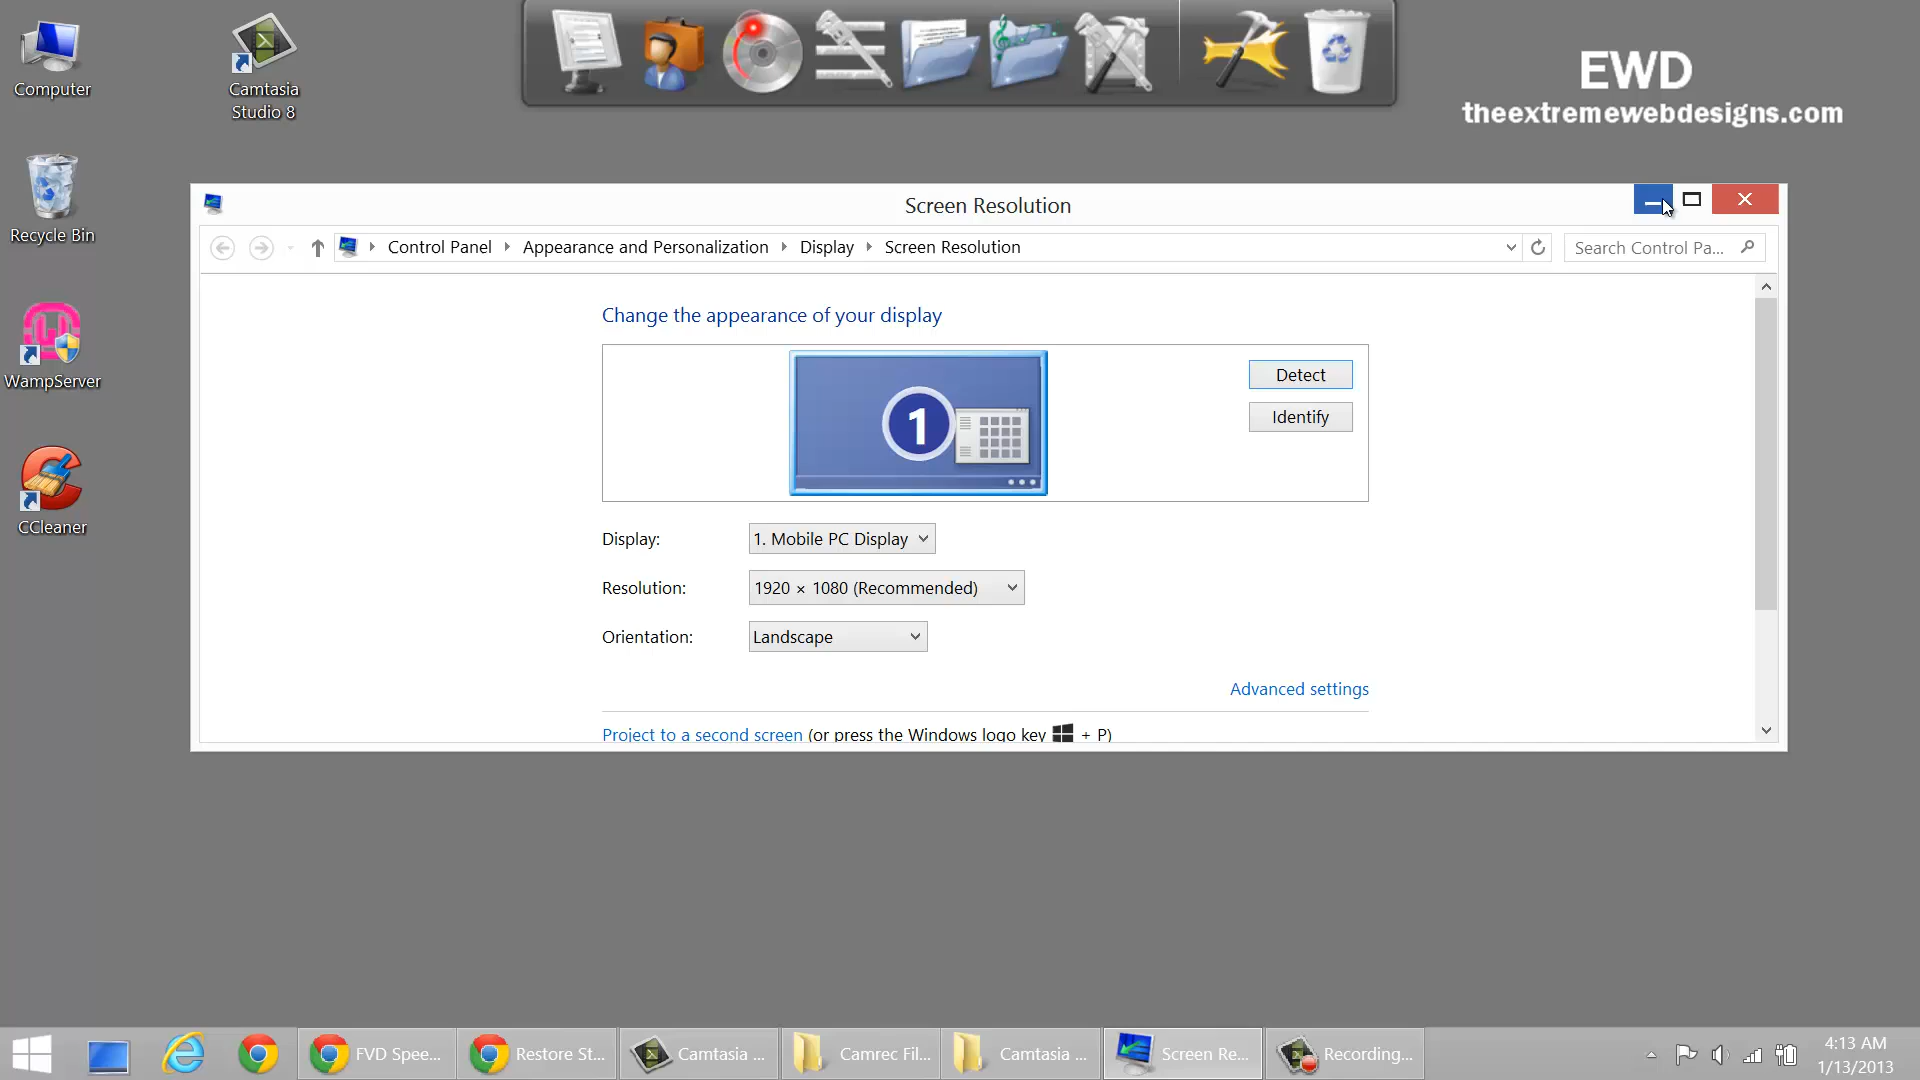 Computer
Camtasia
Studio 8
EWD
theextremewebdesigns.com
Recycle Bin
WampServer
CCleaner
Screen Resolution
Control Panel
Appearance and Personalization
Display
Screen Resolution
Search Control Pa...
Change the appearance of your display
1
Detect
Identify
Display:
1. Mobile PC Display
Resolution:
1920 × 1080 (Recommended)
Orientation:
Landscape
Advanced settings
Project to a second screen (or press the Windows logo key + P)
FVD Spee...
Restore St...
Camtasia ...
Camrec Fil...
Camtasia ...
Screen Re...
Recording...
4:13 AM
1/13/2013